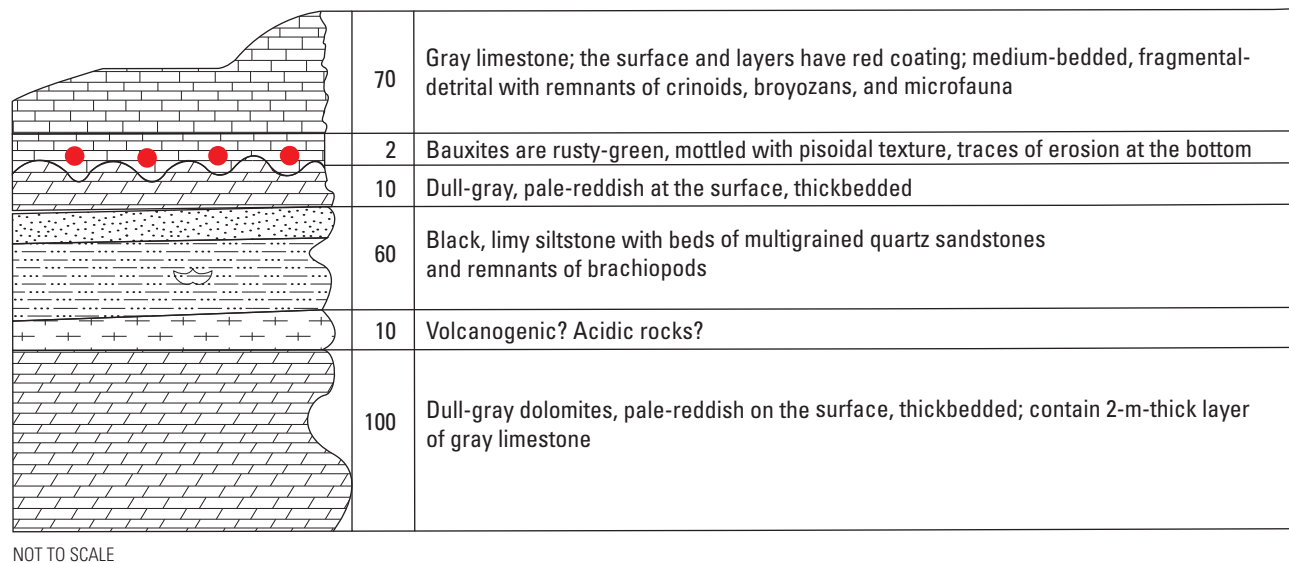 70
Gray limestone; the surface and layers have red coating; medium-bedded, fragmental-
detrital with remnants of crinoids, broyozans, and microfauna
2
Bauxites are rusty-green, mottled with pisoidal texture, traces of erosion at the bottom
10
Dull-gray, pale-reddish at the surface, thickbedded
60
Black, limy siltstone with beds of multigrained quartz sandstones
and remnants of brachiopods
10
Volcanogenic? Acidic rocks?
100
Dull-gray dolomites, pale-reddish on the surface, thickbedded; contain 2-m-thick layer
of gray limestone
NOT TO SCALE